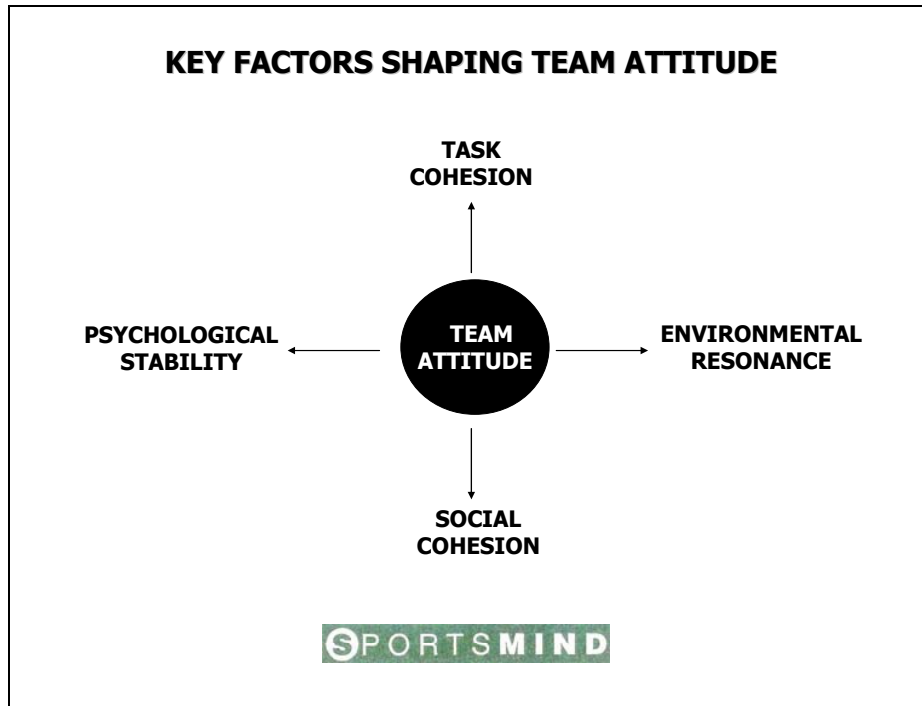 KEY FACTORS SHAPING TEAM ATTITUDE
TASK
COHESION
PSYCHOLOGICAL
STABILITY
TEAM
ATTITUDE
ENVIRONMENTAL
RESONANCE
SOCIAL
COHESION
SPORTSMIND